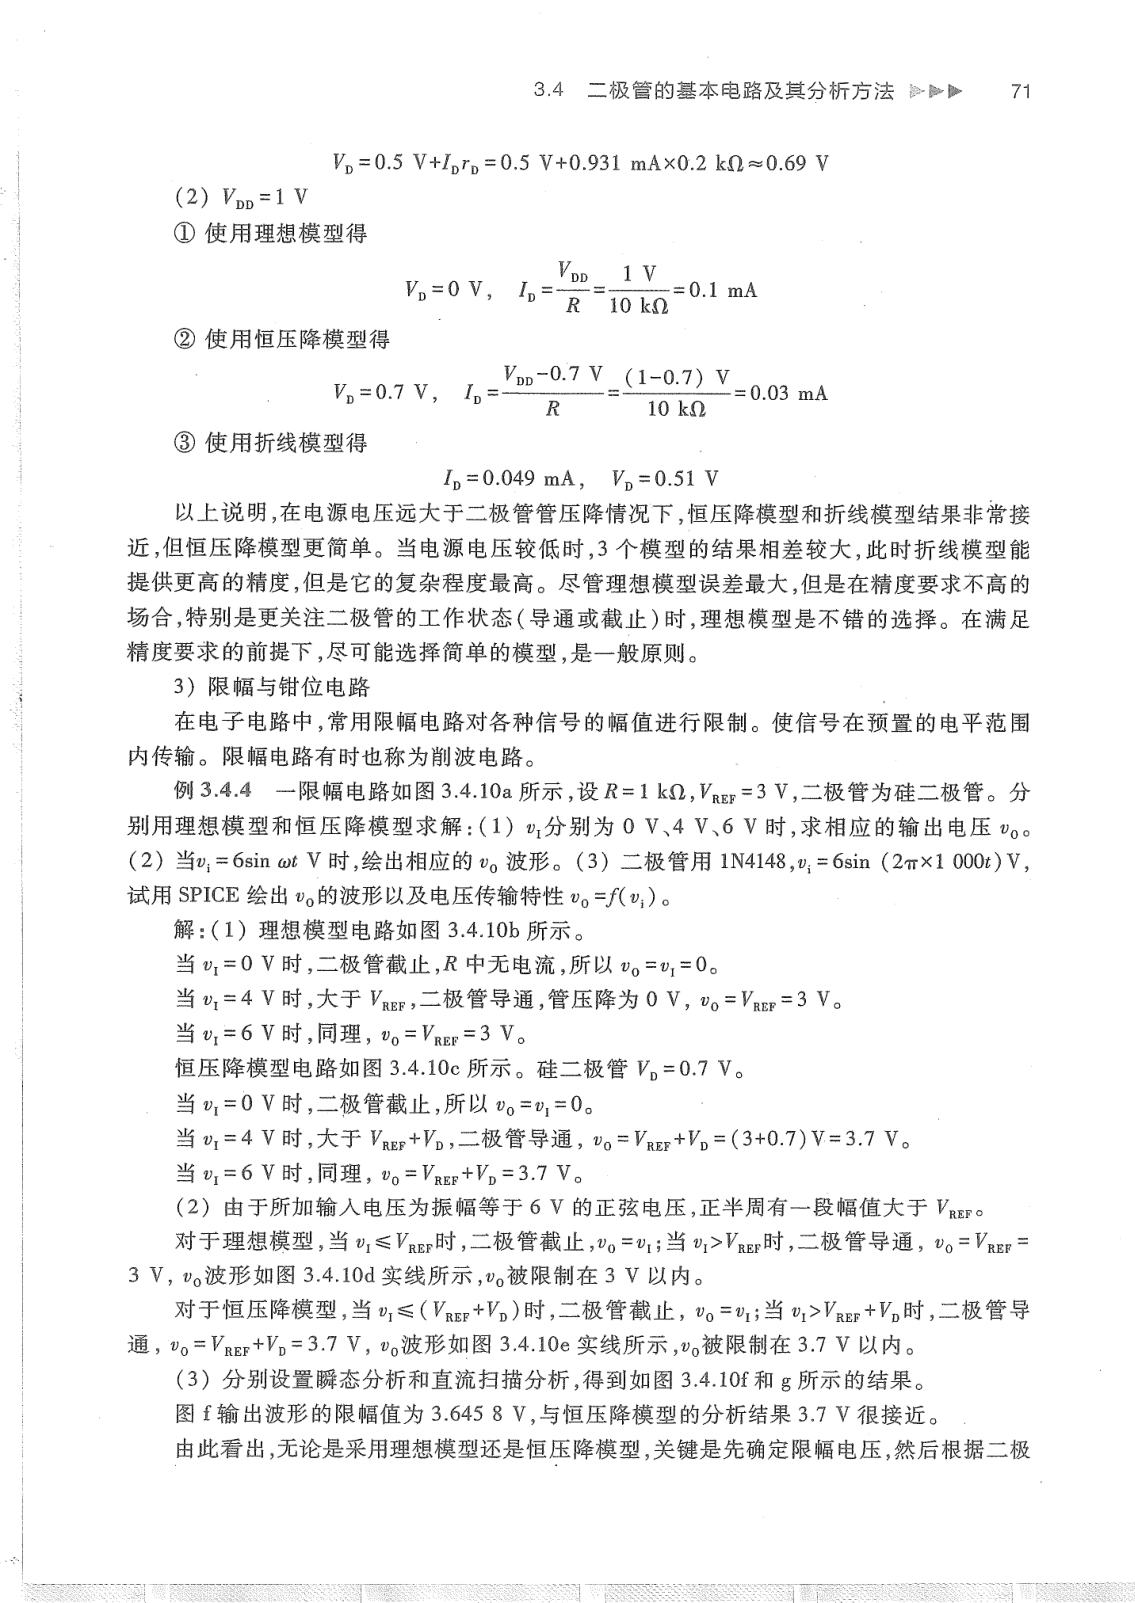 3.4 二极管的基本电路及其分析方法 ▶▶▶ 71
V_D=0.5 V+I_D r_D=0.5 V+0.931 mA×0.2 kΩ≈0.69 V
(2) V_DD=1 V
① 使用理想模型得
V_D=0 V, I_D=V_DD/R=1 V/10 kΩ=0.1 mA
② 使用恒压降模型得
V_D=0.7 V, I_D=(V_DD-0.7 V)/R=(1-0.7) V/10 kΩ=0.03 mA
③ 使用折线模型得
I_D=0.049 mA, V_D=0.51 V
以上说明,在电源电压远大于二极管管压降情况下,恒压降模型和折线模型结果非常接
近,但恒压降模型更简单。当电源电压较低时,3 个模型的结果相差较大,此时折线模型能
提供更高的精度,但是它的复杂程度最高。尽管理想模型误差最大,但是在精度要求不高的
场合,特别是更关注二极管的工作状态(导通或截止)时,理想模型是不错的选择。在满足
精度要求的前提下,尽可能选择简单的模型,是一般原则。
3) 限幅与钳位电路
在电子电路中,常用限幅电路对各种信号的幅值进行限制。使信号在预置的电平范围
内传输。限幅电路有时也称为削波电路。
例 3.4.4 一限幅电路如图 3.4.10a 所示,设 R=1 kΩ,V_REF=3 V,二极管为硅二极管。分
别用理想模型和恒压降模型求解:(1) v_I分别为 0 V、4 V、6 V 时,求相应的输出电压 v_O。
(2) 当v_i=6sin ωt V 时,绘出相应的 v_O 波形。(3) 二极管用 1N4148,v_i=6sin (2π×1 000t)V,
试用 SPICE 绘出 v_O的波形以及电压传输特性 v_O=f(v_i)。
解:(1) 理想模型电路如图 3.4.10b 所示。
当 v_I=0 V 时,二极管截止,R 中无电流,所以 v_O=v_I=0。
当 v_I=4 V 时,大于 V_REF,二极管导通,管压降为 0 V, v_O=V_REF=3 V。
当 v_I=6 V 时,同理, v_O=V_REF=3 V。
恒压降模型电路如图 3.4.10c 所示。硅二极管 V_D=0.7 V。
当 v_I=0 V 时,二极管截止,所以 v_O=v_I=0。
当 v_I=4 V 时,大于 V_REF+V_D,二极管导通, v_O=V_REF+V_D=(3+0.7)V=3.7 V。
当 v_I=6 V 时,同理, v_O=V_REF+V_D=3.7 V。
(2) 由于所加输入电压为振幅等于 6 V 的正弦电压,正半周有一段幅值大于 V_REF。
对于理想模型,当 v_I≤V_REF时,二极管截止,v_O=v_I;当 v_I>V_REF时,二极管导通, v_O=V_REF=
3 V, v_O波形如图 3.4.10d 实线所示,v_O被限制在 3 V 以内。
对于恒压降模型,当 v_I≤(V_REF+V_D)时,二极管截止, v_O=v_I;当 v_I>V_REF+V_D时,二极管导
通, v_O=V_REF+V_D=3.7 V, v_O波形如图 3.4.10e 实线所示,v_O被限制在 3.7 V 以内。
(3) 分别设置瞬态分析和直流扫描分析,得到如图 3.4.10f 和 g 所示的结果。
图 f 输出波形的限幅值为 3.645 8 V,与恒压降模型的分析结果 3.7 V 很接近。
由此看出,无论是采用理想模型还是恒压降模型,关键是先确定限幅电压,然后根据二极